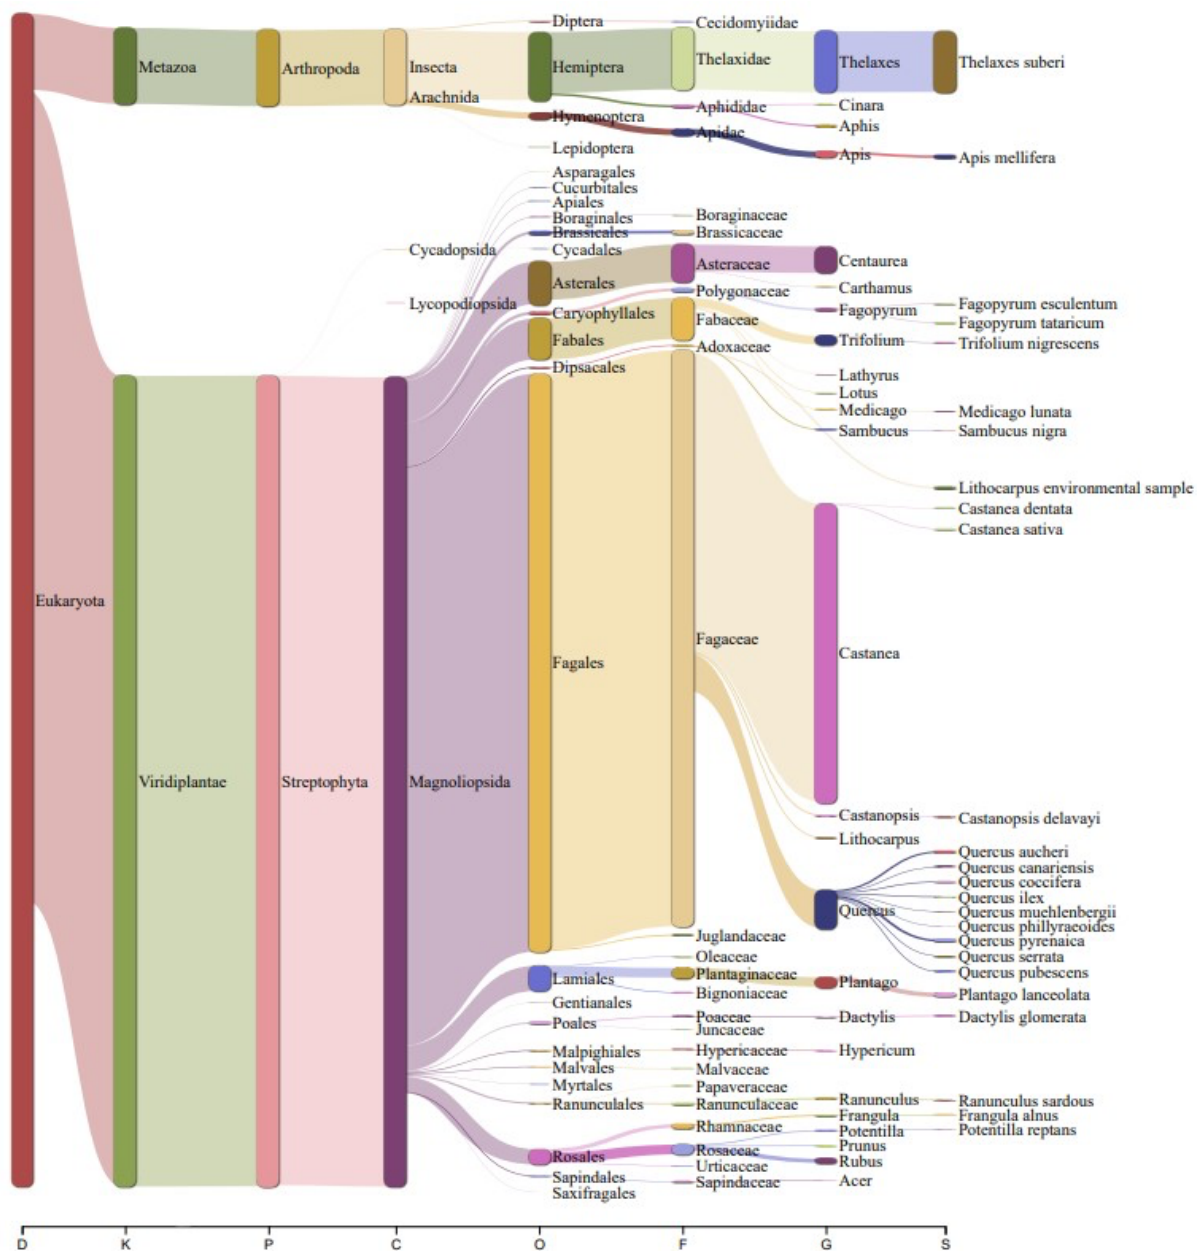 Diptera
Cecidomyiidae
Metazoa
Arthropoda
Insecta
Hemiptera
Thelaxidae
Thelaxes
Thelaxes suberi
Arachnida
Aphididae
Cinara
Hymenoptera
Apidae
Aphis
Lepidoptera
Apis
Apis mellifera
Asparagales
Cucurbitales
Apiales
Boraginales
Boraginaceae
Brassicales
Brassicaceae
Cycadopsida
Cycadales
Asteraceae
Centaurea
Asterales
Carthamus
Polygonaceae
Lycopodiopsida
Fagopyrum
Fagopyrum esculentum
Caryophyllales
Fabaceae
Fagopyrum tataricum
Fabales
Trifolium
Trifolium nigrescens
Adoxaceae
Dipsacales
Lathyrus
Lotus
Medicago
Medicago lunata
Sambucus
Sambucus nigra
Lithocarpus environmental sample
Castanea dentata
Castanea sativa
Eukaryota
Fagales
Fagaceae
Castanea
Viridiplantae
Streptophyta
Magnoliopsida
Castanopsis
Castanopsis delavayi
Lithocarpus
Quercus aucheri
Quercus canariensis
Quercus coccifera
Quercus ilex
Quercus
Quercus muehlenbergii
Quercus phillyraeoides
Juglandaceae
Quercus pyrenaica
Oleaceae
Quercus serrata
Lamiales
Plantaginaceae
Plantago
Quercus pubescens
Bignoniaceae
Plantago lanceolata
Gentianales
Poales
Poaceae
Dactylis
Dactylis glomerata
Juncaceae
Malpighiales
Hypericaceae
Hypericum
Malvales
Malvaceae
Myrtales
Papaveraceae
Ranunculales
Ranunculaceae
Ranunculus
Ranunculus sardous
Rhamnaceae
Frangula
Frangula alnus
Potentilla
Potentilla reptans
Rosales
Rosaceae
Prunus
Urticaceae
Rubus
Sapindales
Sapindaceae
Acer
Saxifragales
D K P C O F G S